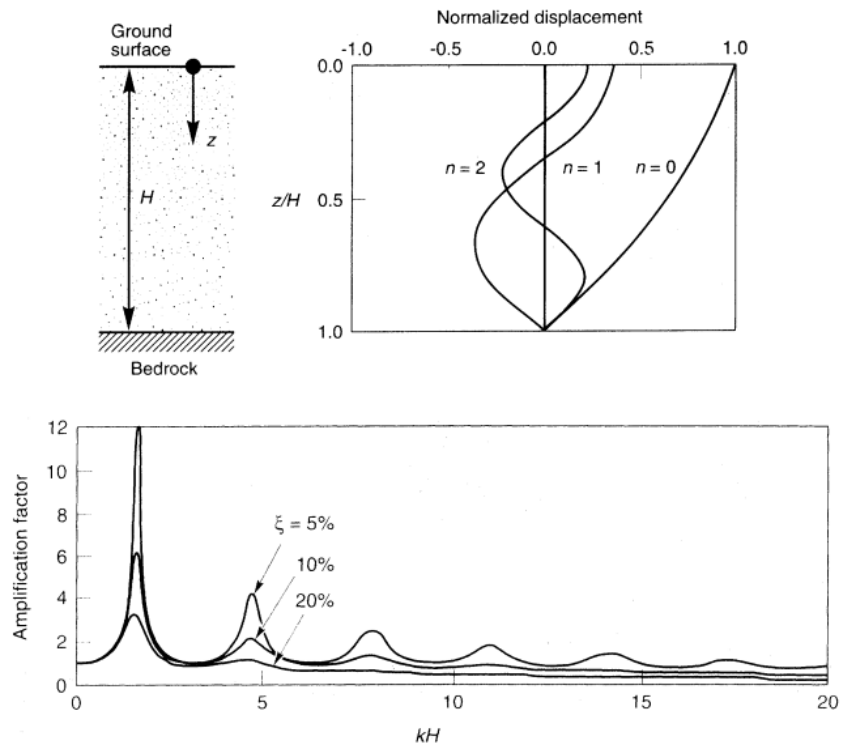 Ground
surface
z
H
Bedrock
Normalized displacement
-1.0 -0.5 0.0 0.5 1.0
0.0
n = 2 n = 1 n = 0
z/H 0.5
1.0
12
10
8
6
4
2
0
Amplification factor
ξ = 5%
10%
20%
0 5 10 15 20
kH